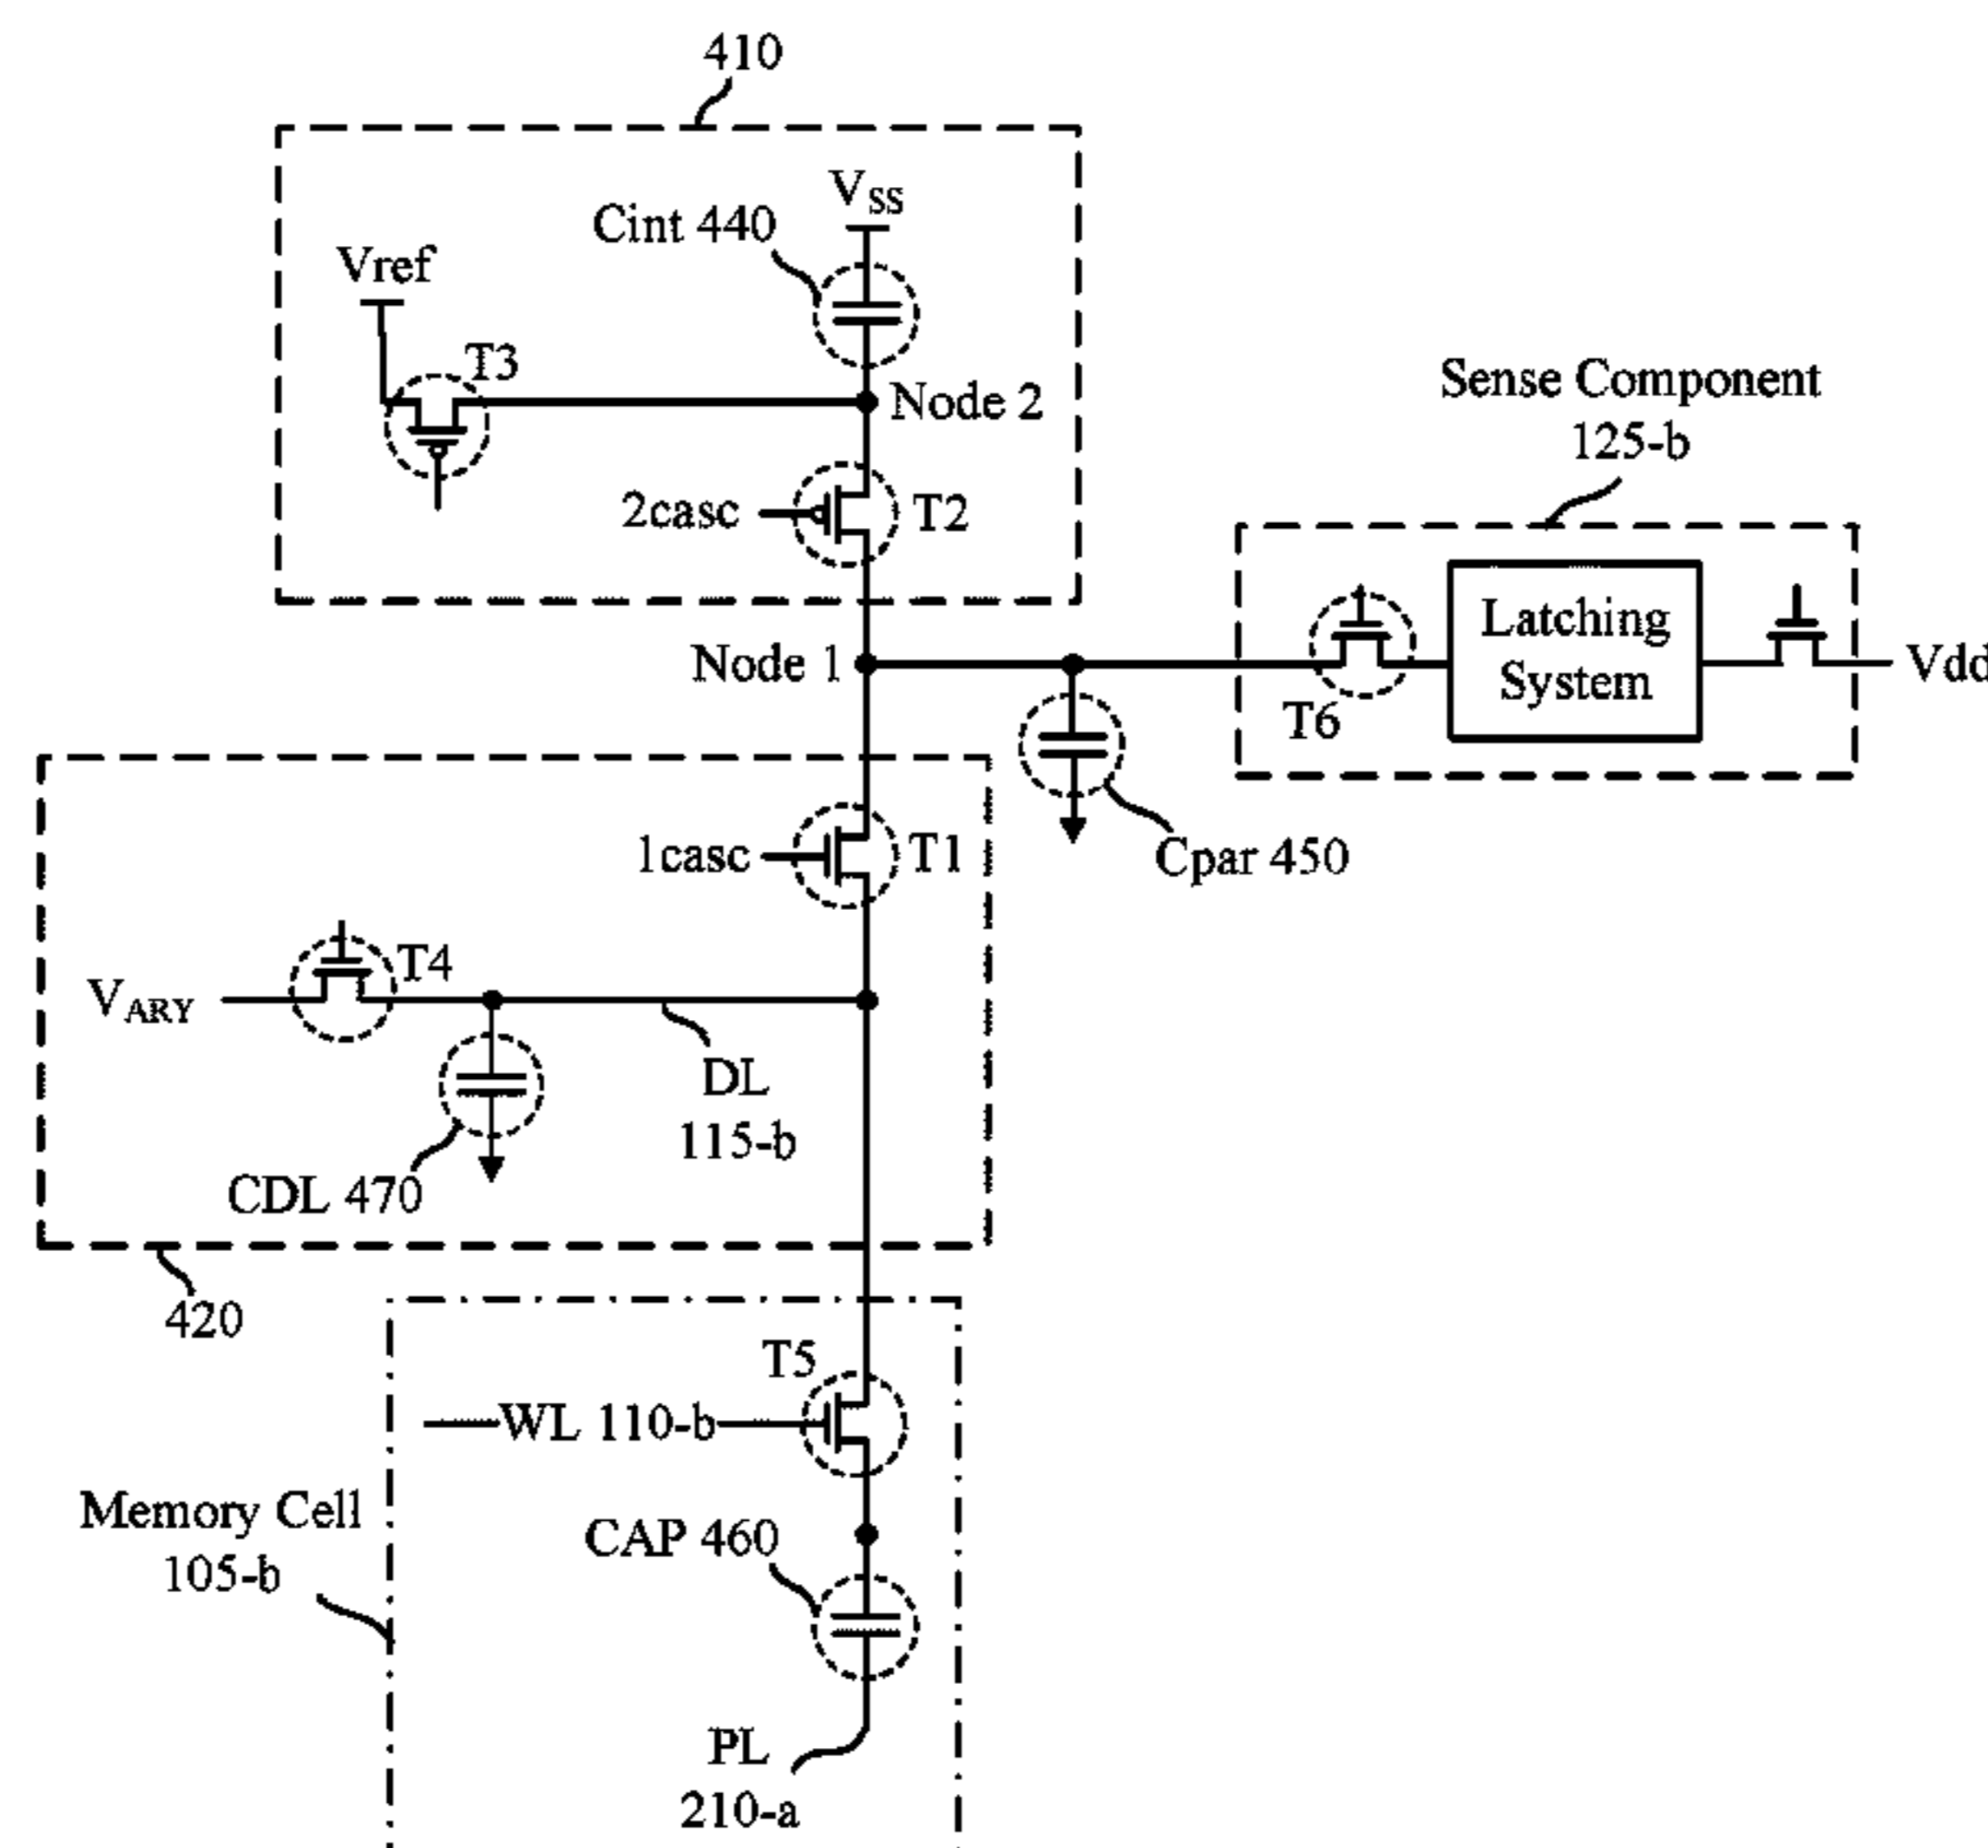 410
VSS
Cint 440
Vref
T3
Node 2
2casc
T2
Sense Component
125-b
Latching
System
Node 1
T6
Vdd
1casc
T1
Cpar 450
VARY
T4
DL
115-b
CDL 470
420
T5
WL 110-b
Memory Cell
105-b
CAP 460
PL
210-a